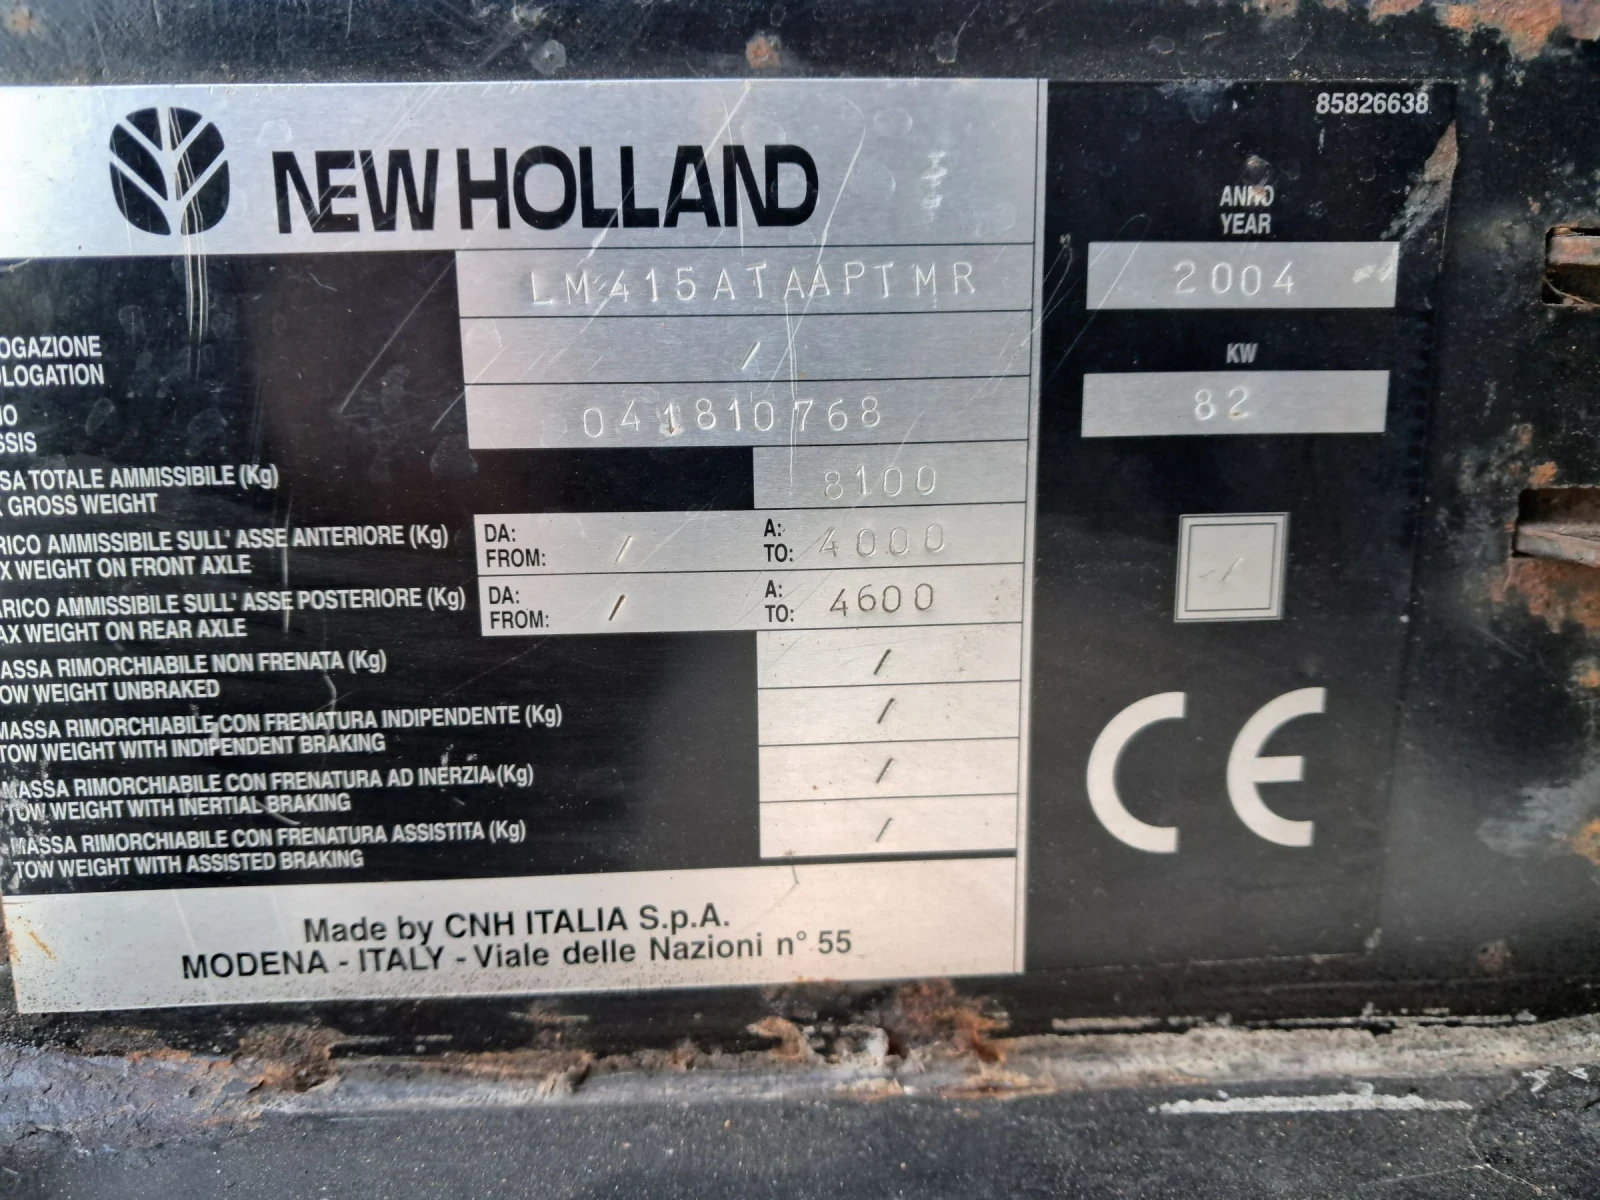 85826638
NEW HOLLAND
ANNO
YEAR
LM415ATAAPTMR
2004
OGAZIONE
LOGATION
/
KW
82
SSIS
041810768
SA TOTALE AMMISSIBILE (Kg)
GROSS WEIGHT
8100
RICO AMMISSIBILE SULL' ASSE ANTERIORE (Kg)
X WEIGHT ON FRONT AXLE
DA:
FROM:
/
A:
TO:
4000
ARICO AMMISSIBILE SULL' ASSE POSTERIORE (Kg)
AX WEIGHT ON REAR AXLE
DA:
FROM:
/
A:
TO:
4600
-/
ASSA RIMORCHIABILE NON FRENATA (Kg)
OW WEIGHT UNBRAKED
/
MASSA RIMORCHIABILE CON FRENATURA INDIPENDENTE (Kg)
TOW WEIGHT WITH INDIPENDENT BRAKING
/
MASSA RIMORCHIABILE CON FRENATURA AD INERZIA (Kg)
TOW WEIGHT WITH INERTIAL BRAKING
/
MASSA RIMORCHIABILE CON FRENATURA ASSISTITA (Kg)
TOW WEIGHT WITH ASSISTED BRAKING
/
CE
Made by CNH ITALIA S.p.A.
MODENA - ITALY - Viale delle Nazioni n° 55